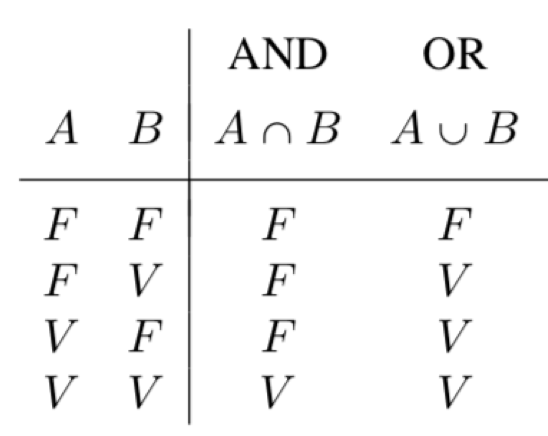 AND OR
A B A ∩ B A ∪ B
F F F F
F V F V
V F F V
V V V V